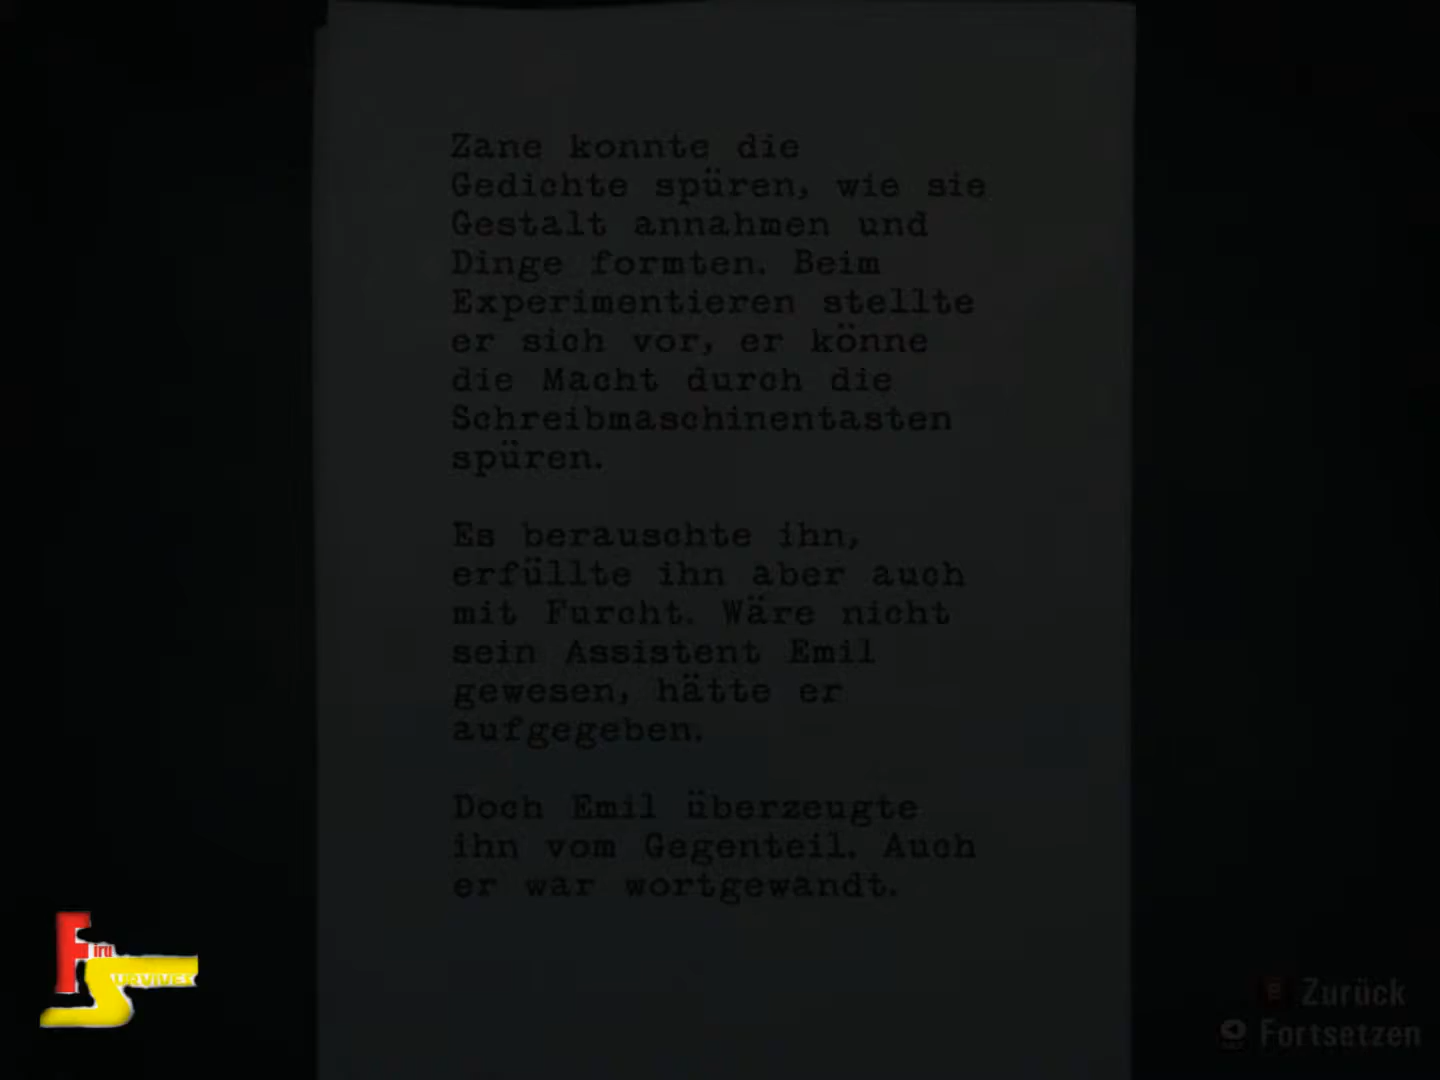 Zane konnte die
Gedichte spüren, wie sie
Gestalt annahmen und
Dinge formten. Beim
Experimentieren stellte
er sich vor, er könne
die Macht durch die
Schreibmaschinentasten
spüren.
Es berauschte ihn,
erfüllte ihn aber auch
mit Furcht. Wäre nicht
sein Assistent Emil
gewesen, hätte er
aufgegeben.
Doch Emil überzeugte
ihn vom Gegenteil. Auch
er war wortgewandt.
Firu
SURVIVES
B Zurück
Fortsetzen